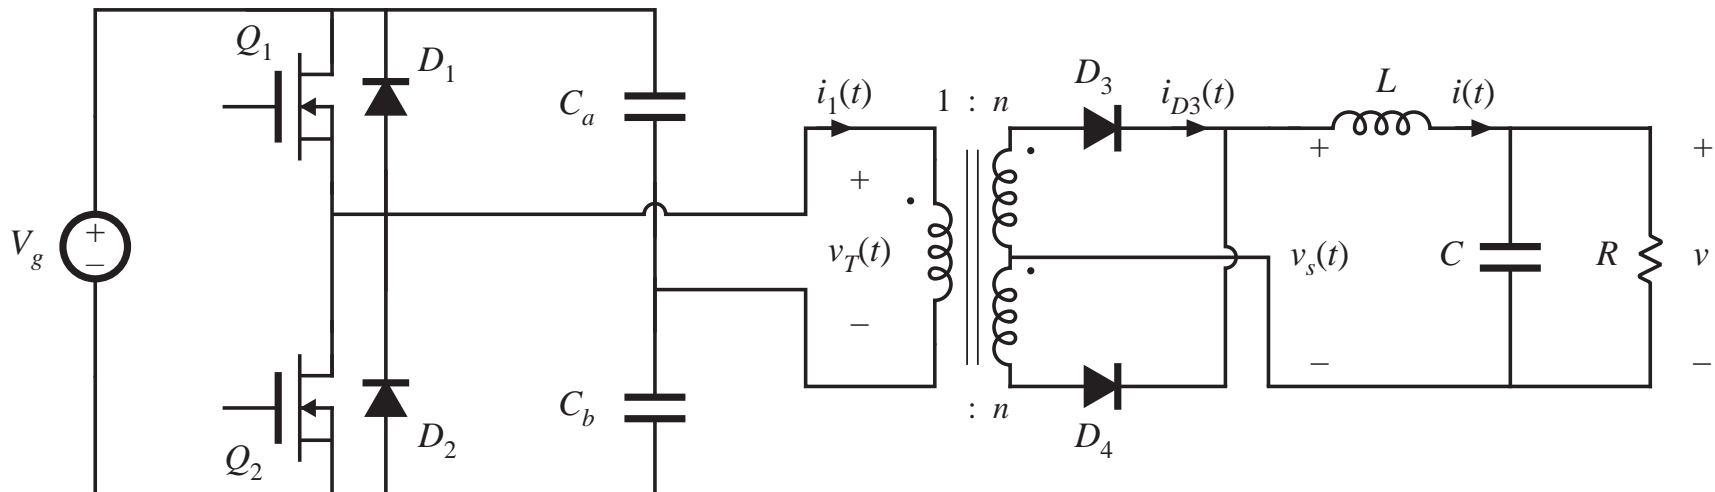 Q1
D1
Ca
i1(t)
1 : n
D3
iD3(t)
L
i(t)
+
+
+
Vg
+
−
vT(t)
vs(t)
C
R
v
−
−
−
Cb
Q2
D2
: n
D4